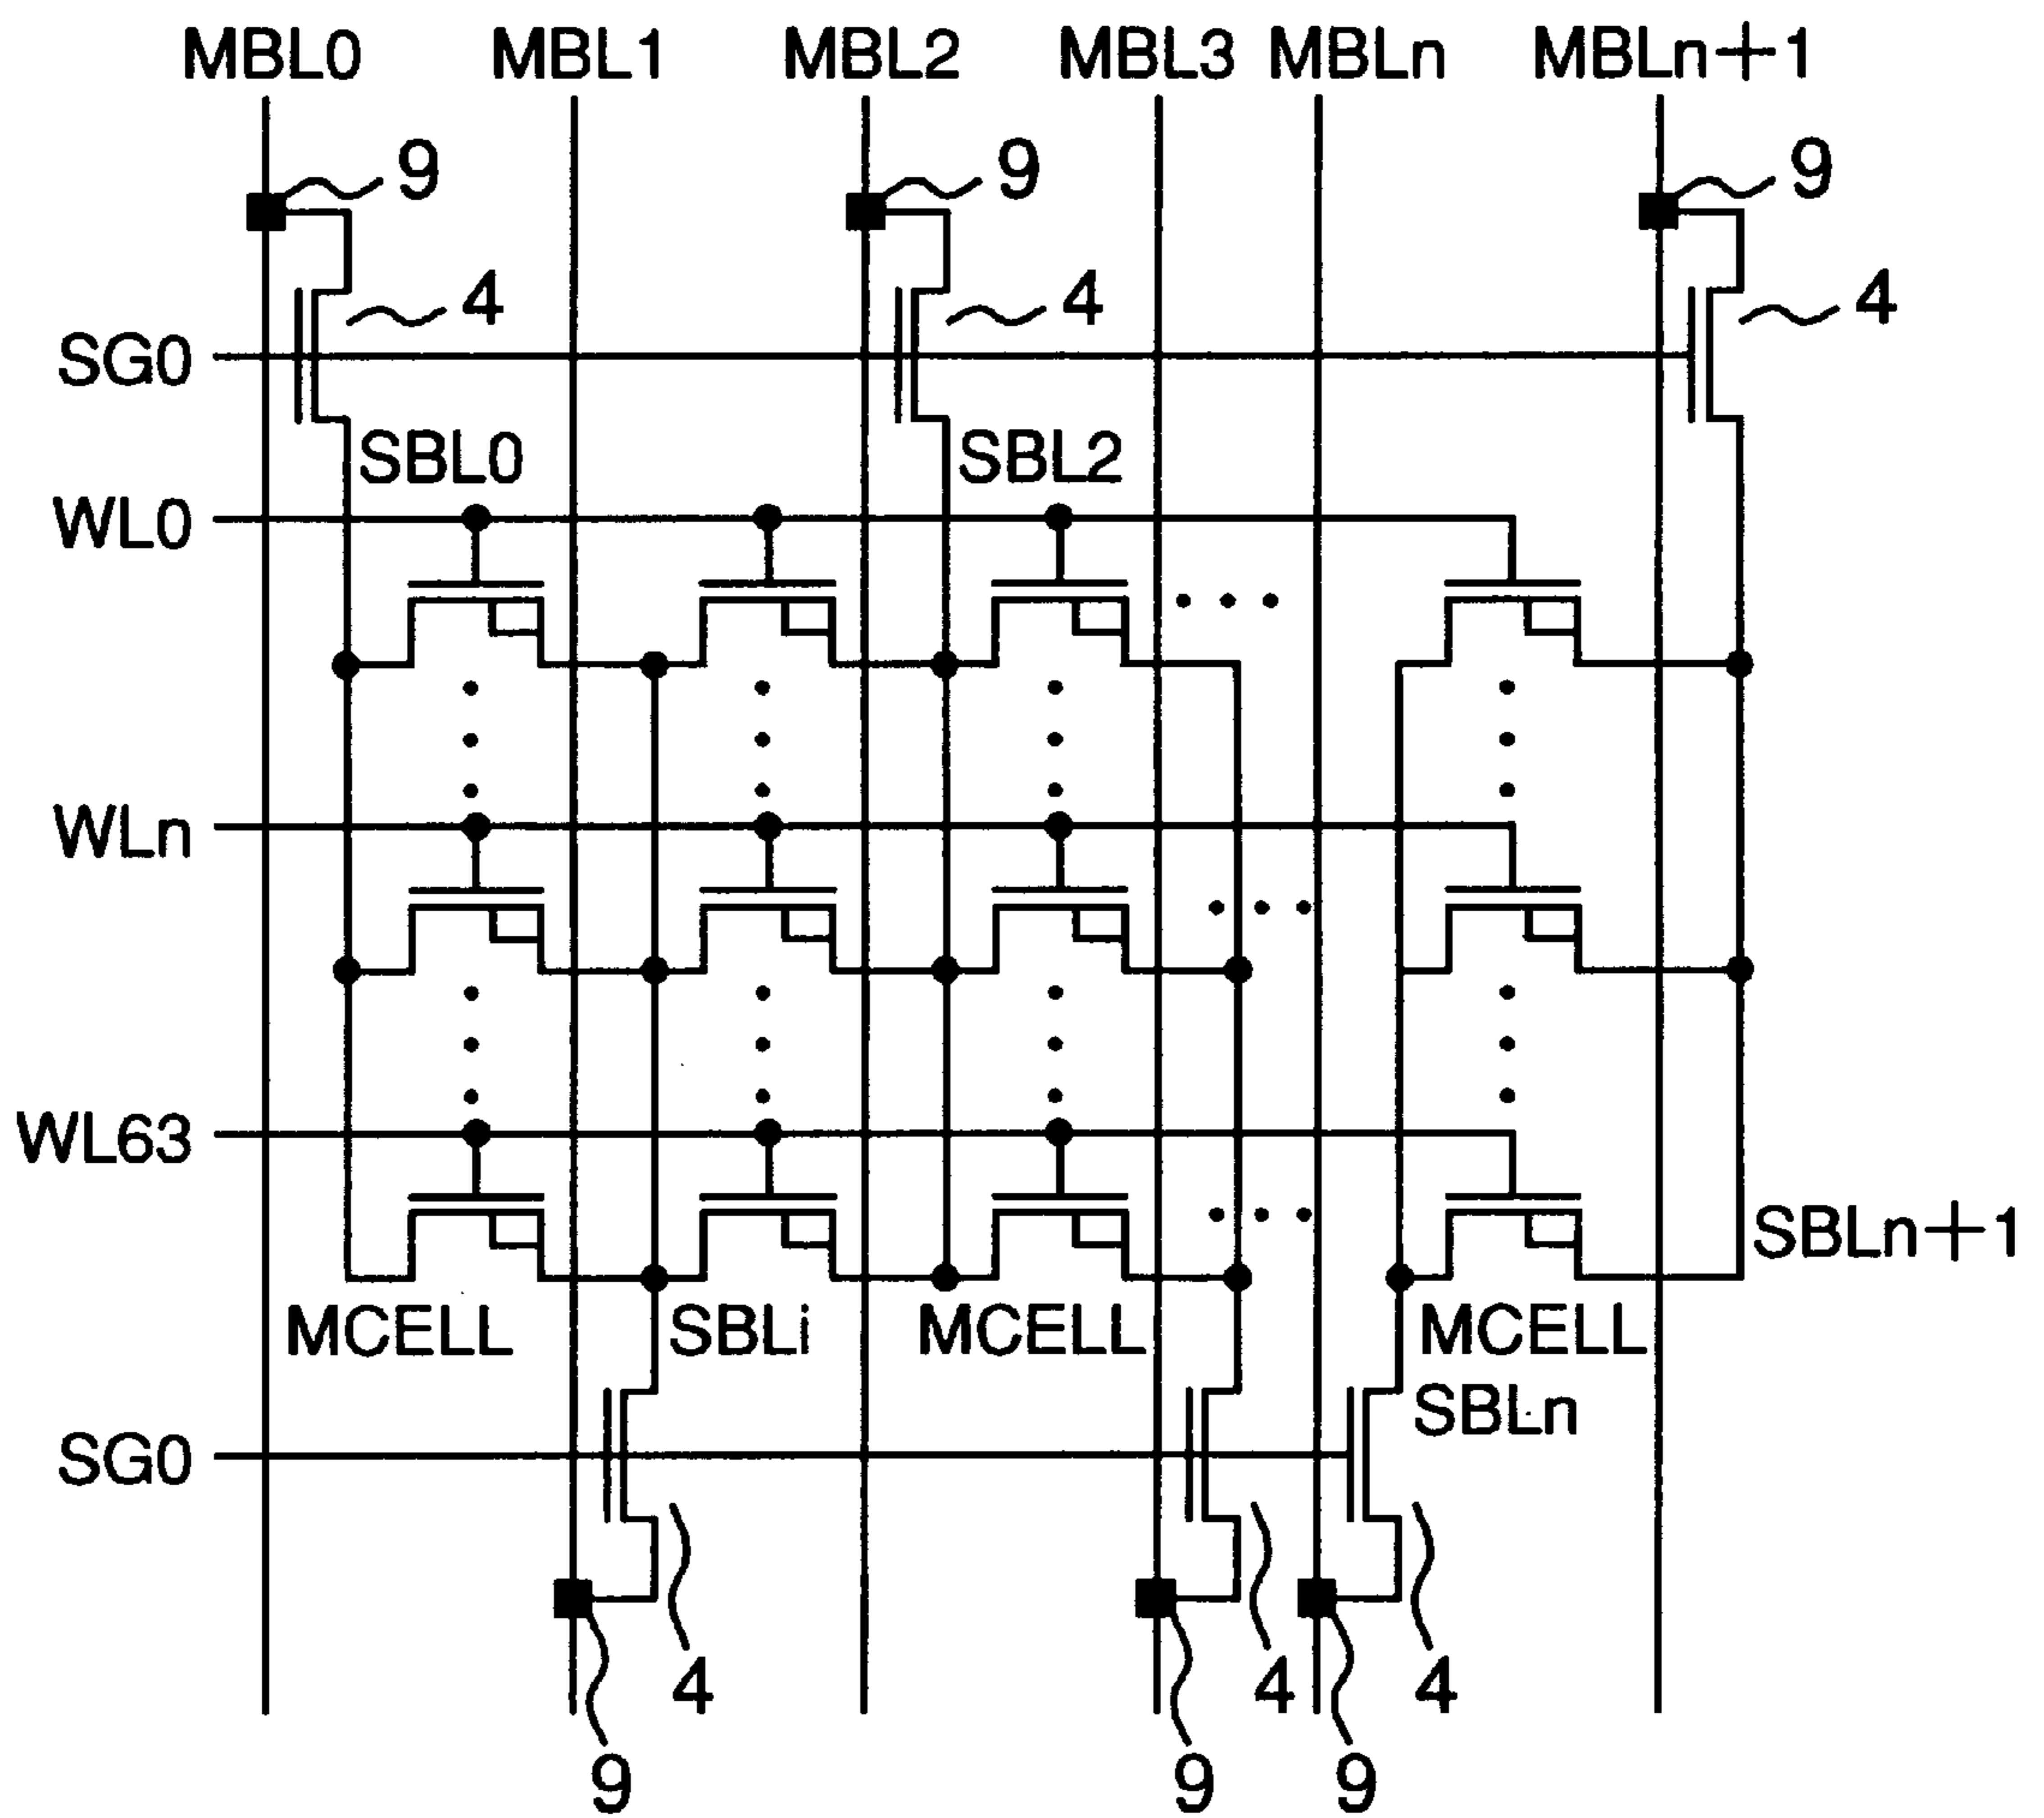 MBL0 MBL1 MBL2 MBL3 MBLn MBLn+1
9 9 9
4 4 4
SG0
SBL0 SBL2
WL0
WLn
WL63
SBLn+1
MCELL SBLi MCELL MCELL
SBLn
SG0
4 4 4
9 9 9